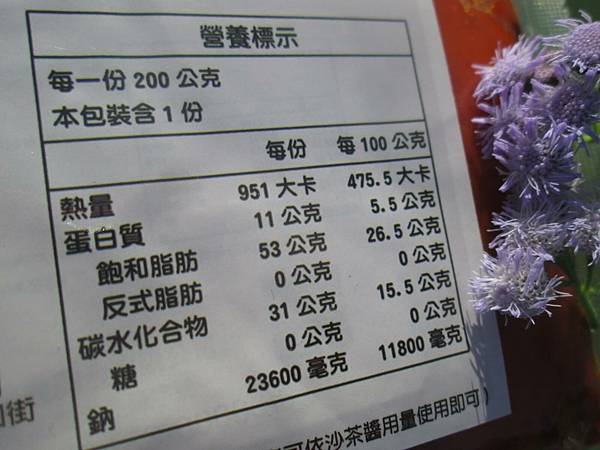 營養標示
每一份 200 公克
本包裝含 1 份
每份 每 100 公克
熱量 951 大卡 475.5 大卡
蛋白質 11 公克 5.5 公克
飽和脂肪 53 公克 26.5 公克
反式脂肪 0 公克 0 公克
碳水化合物 31 公克 15.5 公克
糖 0 公克 0 公克
鈉 23600 毫克 11800 毫克
街
可依沙茶醬用量使用即可)